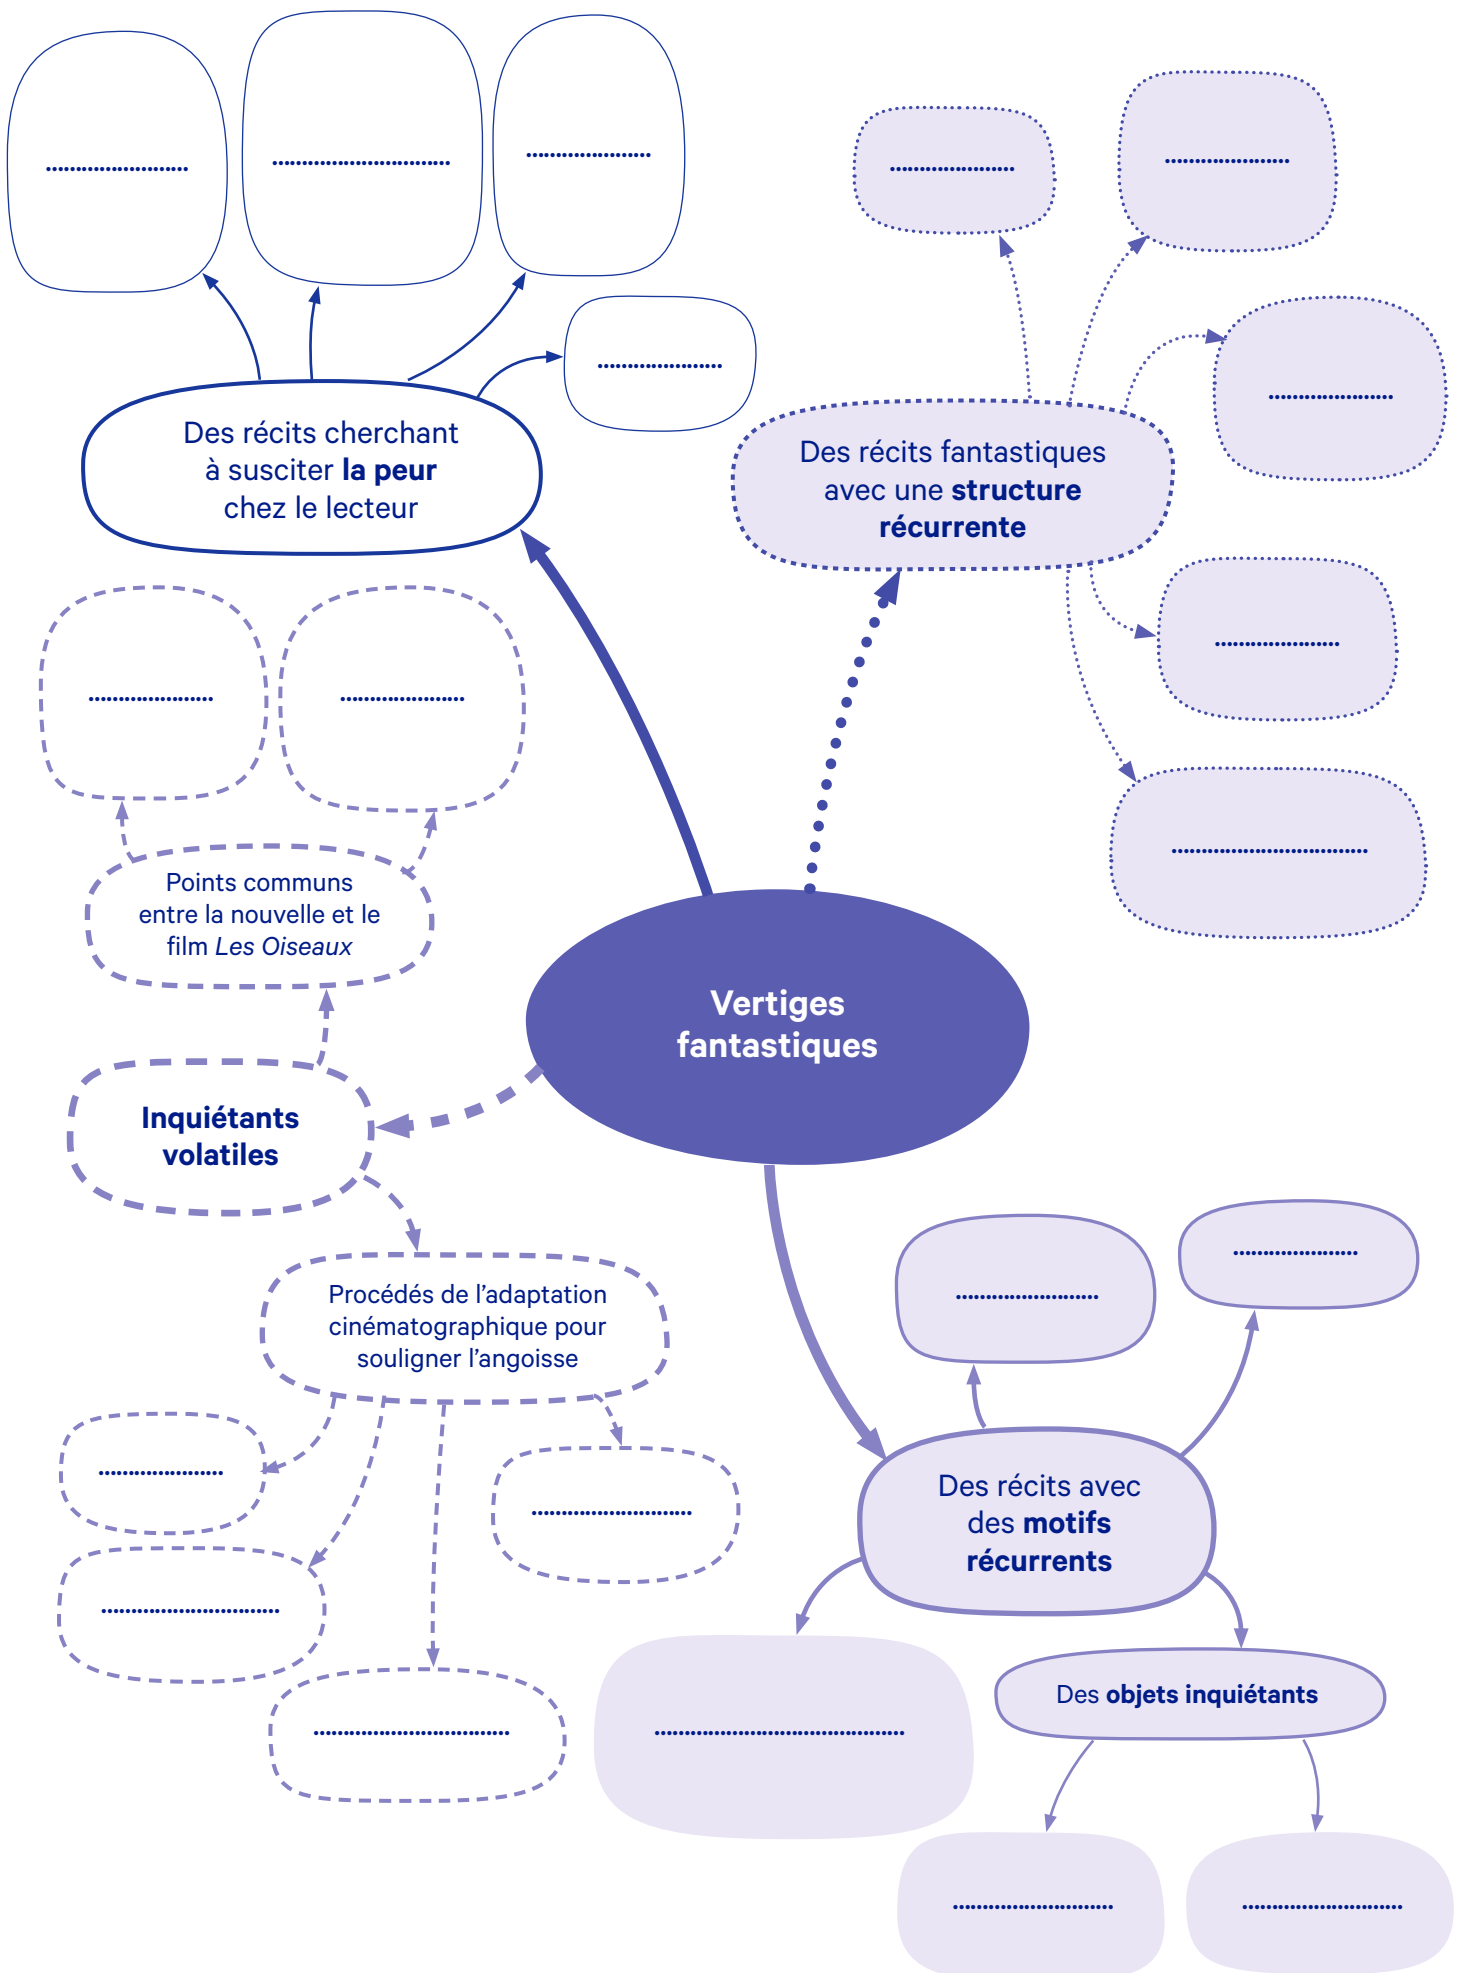 Des récits cherchant
à susciter la peur
chez le lecteur
Des récits fantastiques
avec une structure
récurrente
Points communs
entre la nouvelle et le
film Les Oiseaux
Vertiges
fantastiques
Inquiétants
volatiles
Procédés de l’adaptation
cinématographique pour
souligner l’angoisse
Des récits avec
des motifs
récurrents
Des objets inquiétants